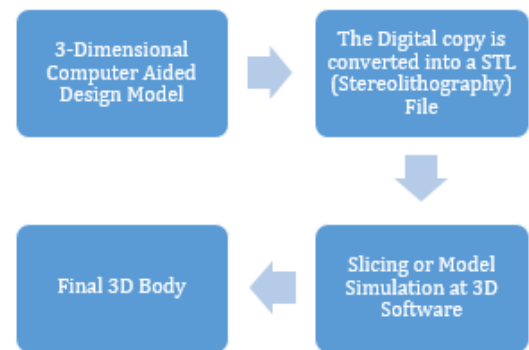 3-Dimensional
Computer Aided
Design Model
The Digital copy is
converted into a STL
(Stereolithography)
File
Slicing or Model
Simulation at 3D
Software
Final 3D Body